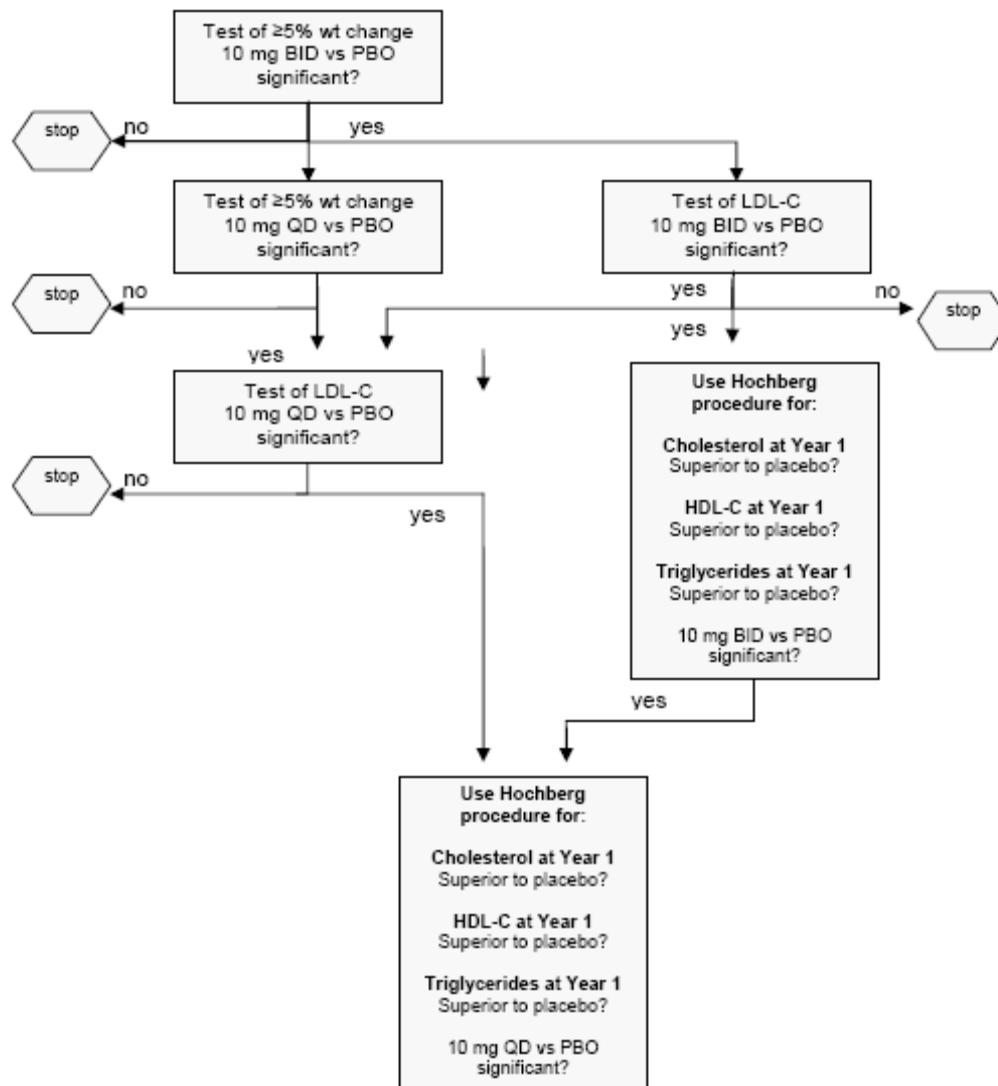 Test of ≥5% wt change
10 mg BID vs PBO
significant?
stop
no
yes
Test of ≥5% wt change
10 mg QD vs PBO
significant?
Test of LDL-C
10 mg BID vs PBO
significant?
stop
no
yes
no
stop
yes
yes
Test of LDL-C
10 mg QD vs PBO
significant?
stop
no
yes
Use Hochberg
procedure for:
Cholesterol at Year 1
Superior to placebo?
HDL-C at Year 1
Superior to placebo?
Triglycerides at Year 1
Superior to placebo?
10 mg BID vs PBO
significant?
yes
Use Hochberg
procedure for:
Cholesterol at Year 1
Superior to placebo?
HDL-C at Year 1
Superior to placebo?
Triglycerides at Year 1
Superior to placebo?
10 mg QD vs PBO
significant?